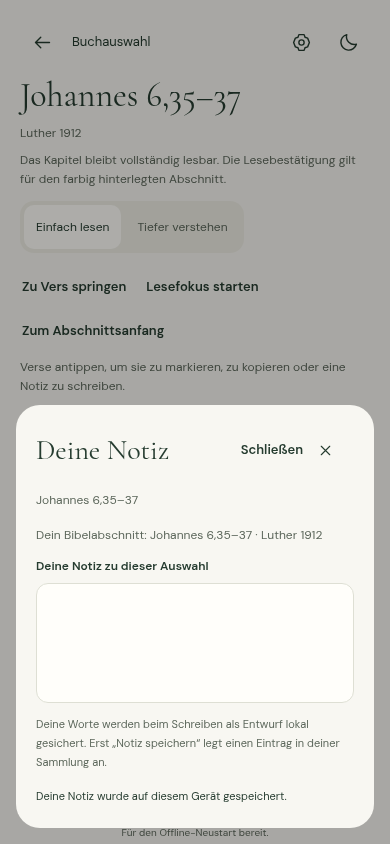 Buchauswahl
Johannes 6,35–37
Luther 1912
Das Kapitel bleibt vollständig lesbar. Die Lesebestätigung gilt
für den farbig hinterlegten Abschnitt.
Einfach lesen Tiefer verstehen
Zu Vers springen Lesefokus starten
Zum Abschnittsanfang
Verse antippen, um sie zu markieren, zu kopieren oder eine
Notiz zu schreiben.
Deine Notiz Schließen
Johannes 6,35–37
Dein Bibelabschnitt: Johannes 6,35–37 · Luther 1912
Deine Notiz zu dieser Auswahl
Deine Worte werden beim Schreiben als Entwurf lokal
gesichert. Erst „Notiz speichern“ legt einen Eintrag in deiner
Sammlung an.
Deine Notiz wurde auf diesem Gerät gespeichert.
Für den Offline-Neustart bereit.